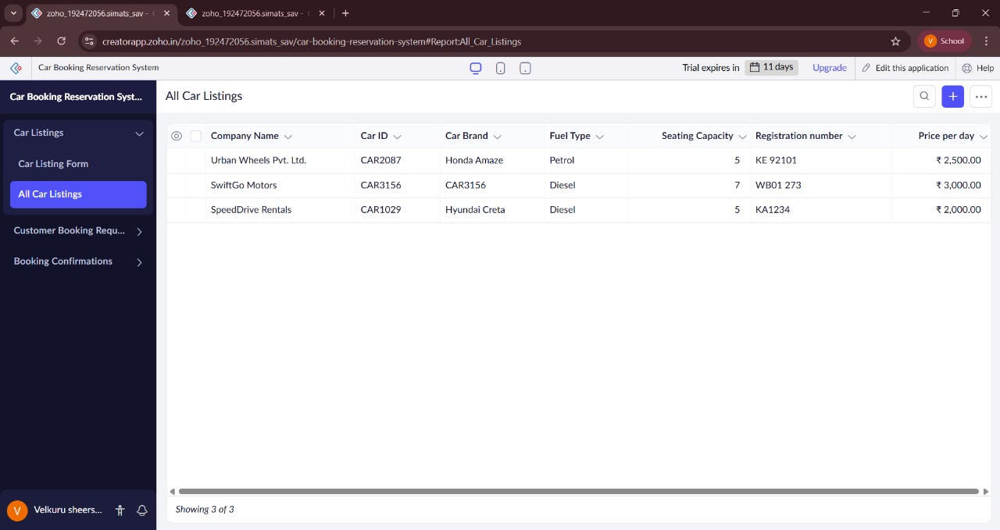 zoho_192472056.simats_sav -
zoho_192472056.simats_sav -
creatorapp.zoho.in/zoho_192472056.simats_sav/car-booking-reservation-system#Report:All_Car_Listings
V School
Car Booking Reservation System
Trial expires in 11 days Upgrade Edit this application Help
Car Booking Reservation Syst...
All Car Listings
Car Listings
Car Listing Form
All Car Listings
Customer Booking Requ...
Booking Confirmations
Company Name Car ID Car Brand Fuel Type Seating Capacity Registration number Price per day
Urban Wheels Pvt. Ltd. CAR2087 Honda Amaze Petrol 5 KE 92101 ₹ 2,500.00
SwiftGo Motors CAR3156 CAR3156 Diesel 7 WB01 273 ₹ 3,000.00
SpeedDrive Rentals CAR1029 Hyundai Creta Diesel 5 KA1234 ₹ 2,000.00
Showing 3 of 3
V Velkuru sheers...